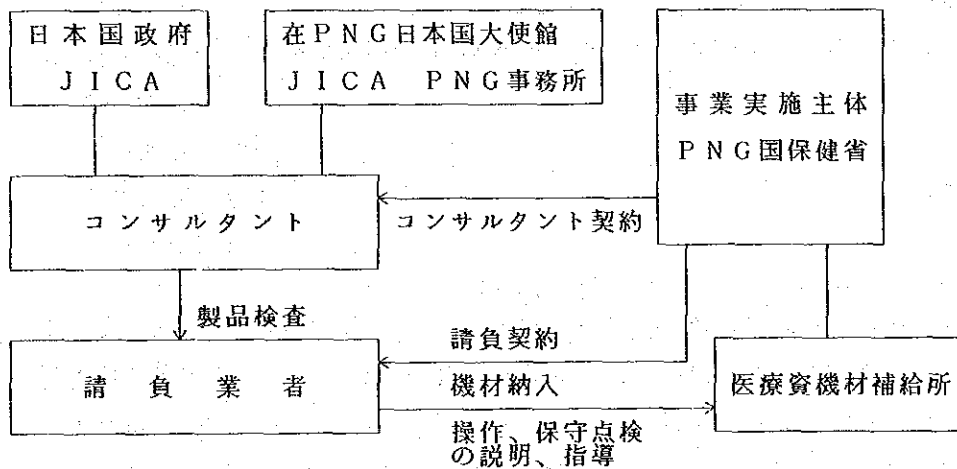 日本国政府
JICA
在PNG日本国大使館
JICA PNG事務所
事業実施主体
PNG国保健省
コンサルタント
コンサルタント契約
製品検査
請負契約
請負業者
機材納入
医療資機材補給所
操作、保守点検
の説明、指導